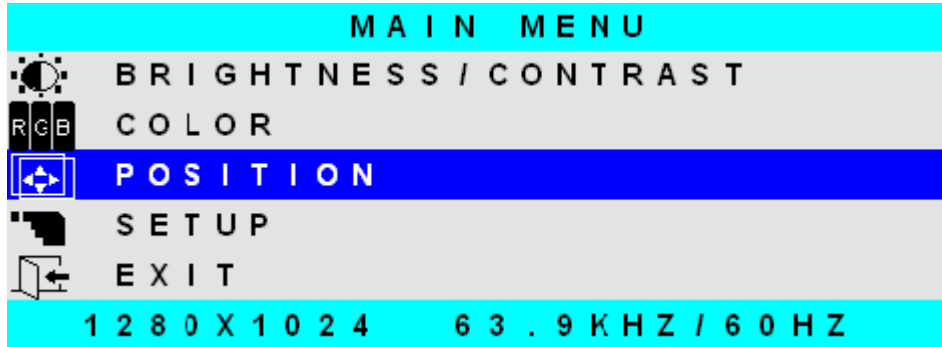 MAIN MENU
BRIGHTNESS/CONTRAST
RGB COLOR
POSITION
SETUP
EXIT
1280X1024 63.9KHZ/60HZ